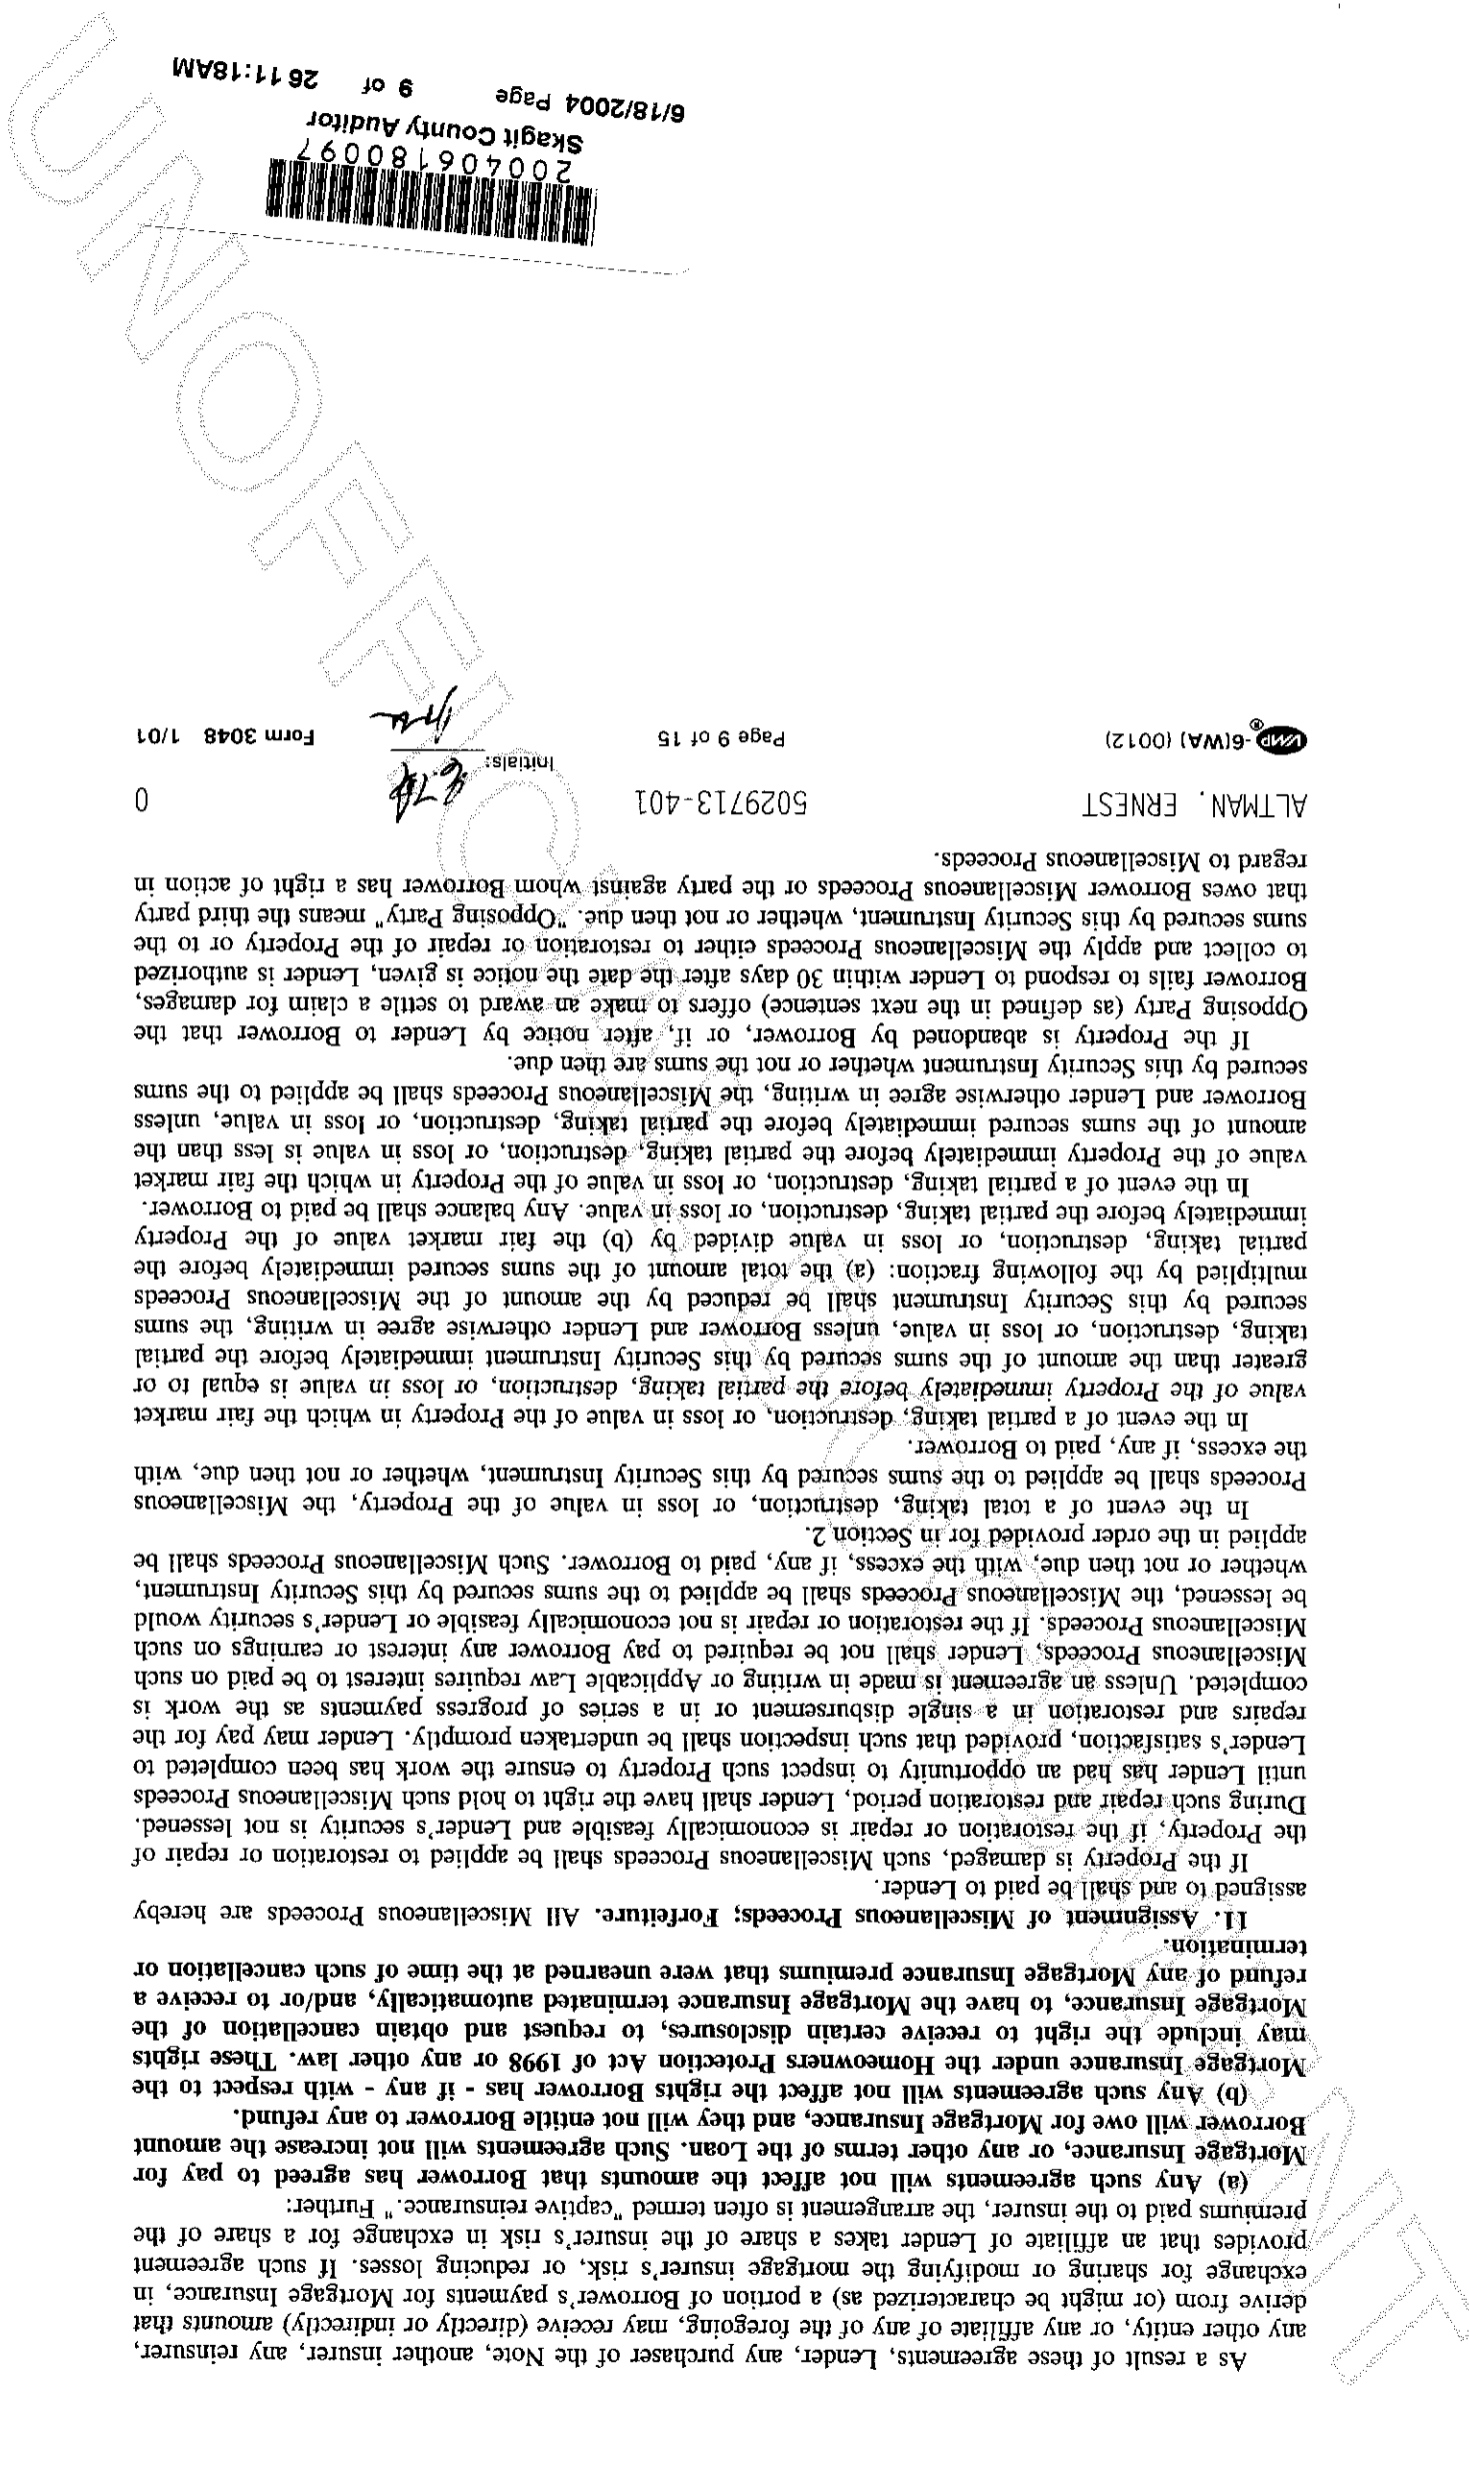 As a result of these agreements, Lender, any purchaser of the Note, another insurer, any reinsurer,
any other entity, or any affiliate of any of the foregoing, may receive (directly or indirectly) amounts that
derive from (or might be characterized as) a portion of Borrower's payments for Mortgage Insurance, in
exchange for sharing or modifying the mortgage insurer's risk, or reducing losses. If such agreement
provides that an affiliate of Lender takes a share of the insurer's risk in exchange for a share of the
premiums paid to the insurer, the arrangement is often termed "captive reinsurance." Further:
(a) Any such agreements will not affect the amounts that Borrower has agreed to pay for
Mortgage Insurance, or any other terms of the Loan. Such agreements will not increase the amount
Borrower will owe for Mortgage Insurance, and they will not entitle Borrower to any refund.
(b) Any such agreements will not affect the rights Borrower has - if any - with respect to the
Mortgage Insurance under the Homeowners Protection Act of 1998 or any other law. These rights
may include the right to receive certain disclosures, to request and obtain cancellation of the
Mortgage Insurance, to have the Mortgage Insurance terminated automatically, and/or to receive a
refund of any Mortgage Insurance premiums that were unearned at the time of such cancellation or
termination.
11. Assignment of Miscellaneous Proceeds; Forfeiture. All Miscellaneous Proceeds are hereby
assigned to and shall be paid to Lender.
If the Property is damaged, such Miscellaneous Proceeds shall be applied to restoration or repair of
the Property, if the restoration or repair is economically feasible and Lender's security is not lessened.
During such repair and restoration period, Lender shall have the right to hold such Miscellaneous Proceeds
until Lender has had an opportunity to inspect such Property to ensure the work has been completed to
Lender's satisfaction, provided that such inspection shall be undertaken promptly. Lender may pay for the
repairs and restoration in a single disbursement or in a series of progress payments as the work is
completed. Unless an agreement is made in writing or Applicable Law requires interest to be paid on such
Miscellaneous Proceeds, Lender shall not be required to pay Borrower any interest or earnings on such
Miscellaneous Proceeds. If the restoration or repair is not economically feasible or Lender's security would
be lessened, the Miscellaneous Proceeds shall be applied to the sums secured by this Security Instrument,
whether or not then due, with the excess, if any, paid to Borrower. Such Miscellaneous Proceeds shall be
applied in the order provided for in Section 2.
In the event of a total taking, destruction, or loss in value of the Property, the Miscellaneous
Proceeds shall be applied to the sums secured by this Security Instrument, whether or not then due, with
the excess, if any, paid to Borrower.
In the event of a partial taking, destruction, or loss in value of the Property in which the fair market
value of the Property immediately before the partial taking, destruction, or loss in value is equal to or
greater than the amount of the sums secured by this Security Instrument immediately before the partial
taking, destruction, or loss in value, unless Borrower and Lender otherwise agree in writing, the sums
secured by this Security Instrument shall be reduced by the amount of the Miscellaneous Proceeds
multiplied by the following fraction: (a) the total amount of the sums secured immediately before the
partial taking, destruction, or loss in value divided by (b) the fair market value of the Property
immediately before the partial taking, destruction, or loss in value. Any balance shall be paid to Borrower.
In the event of a partial taking, destruction, or loss in value of the Property in which the fair market
value of the Property immediately before the partial taking, destruction, or loss in value is less than the
amount of the sums secured immediately before the partial taking, destruction, or loss in value, unless
Borrower and Lender otherwise agree in writing, the Miscellaneous Proceeds shall be applied to the sums
secured by this Security Instrument whether or not the sums are then due.
If the Property is abandoned by Borrower, or if, after notice by Lender to Borrower that the
Opposing Party (as defined in the next sentence) offers to make an award to settle a claim for damages,
Borrower fails to respond to Lender within 30 days after the date the notice is given, Lender is authorized
to collect and apply the Miscellaneous Proceeds either to restoration or repair of the Property or to the
sums secured by this Security Instrument, whether or not then due. "Opposing Party" means the third party
that owes Borrower Miscellaneous Proceeds or the party against whom Borrower has a right of action in
regard to Miscellaneous Proceeds.
ALTMAN. ERNEST 5029713-401 0
Initials:
VMP-6(WA) (0012) Page 9 of 15 Form 3048 1/01
200406180097
Skagit County Auditor
6/18/2004 Page 9 of 26 11:18AM
UNOFFICIAL DOCUMENT